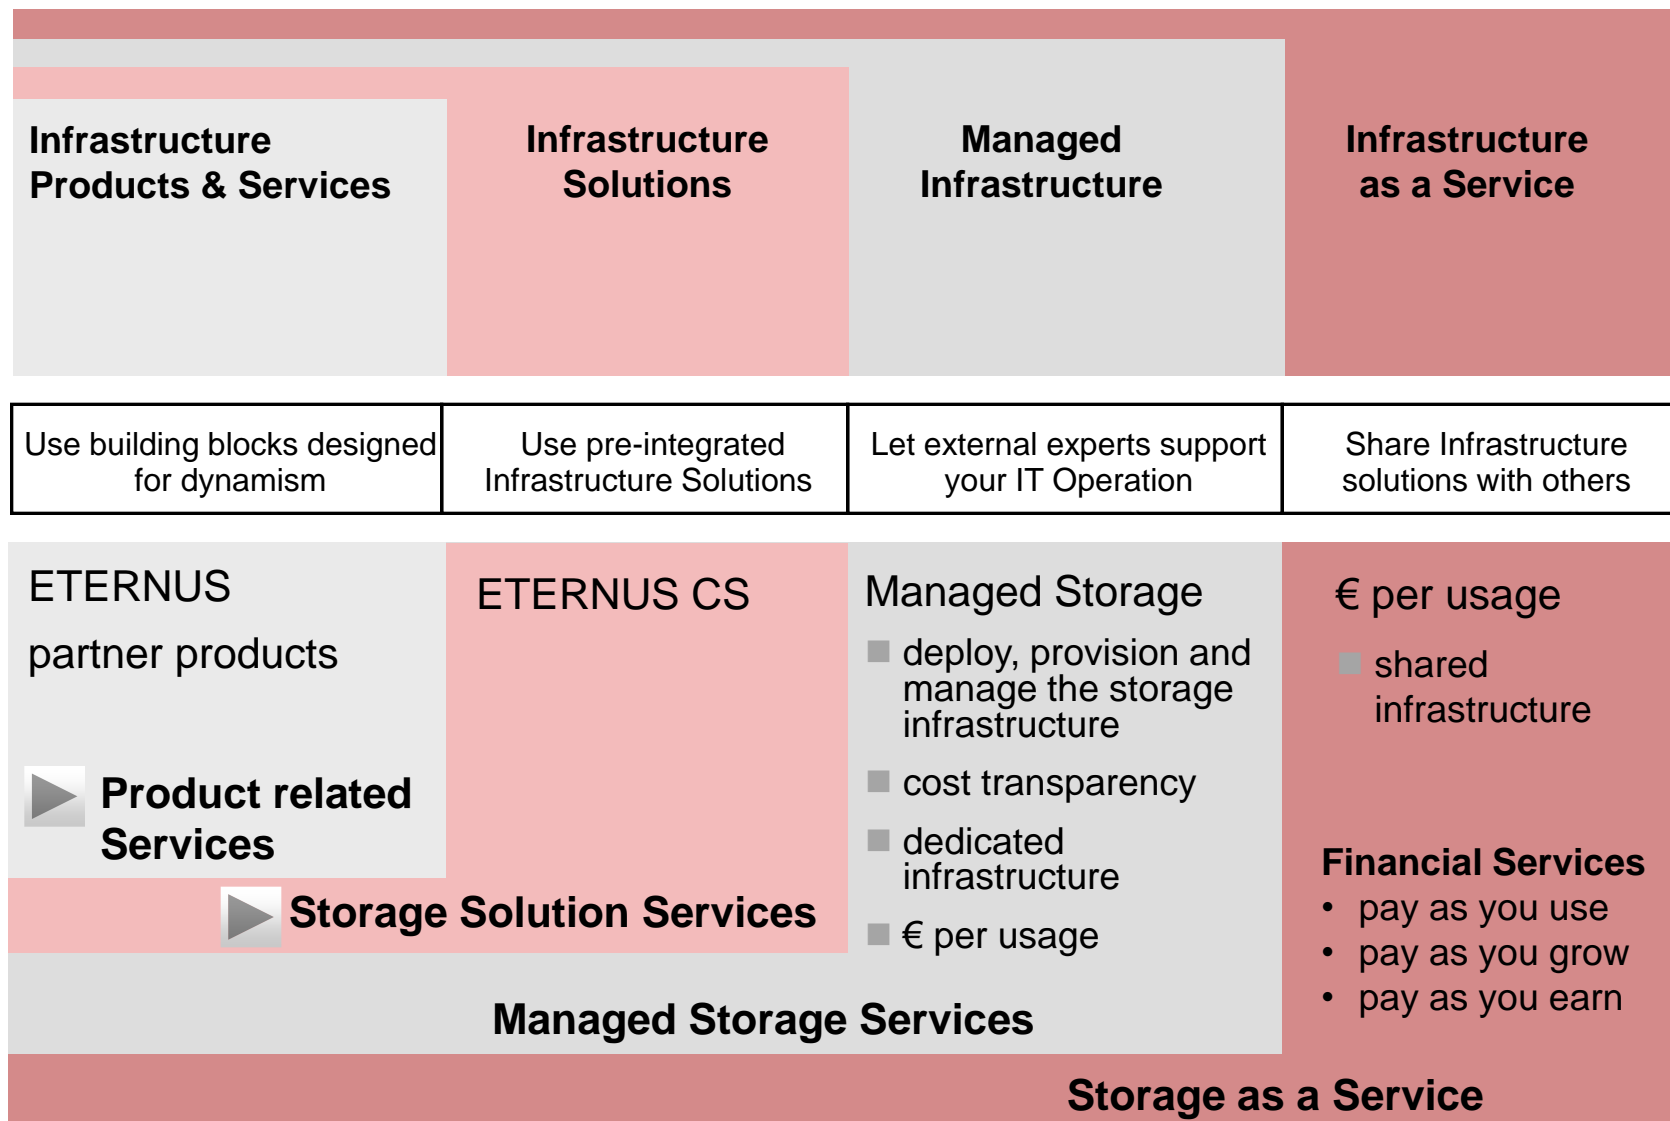 Infrastructure
Products & Services
Infrastructure
Solutions
Managed
Infrastructure
Infrastructure
as a Service
Use building blocks designed
for dynamism
Use pre-integrated
Infrastructure Solutions
Let external experts support
your IT Operation
Share Infrastructure
solutions with others
ETERNUS
partner products
Product related
Services
ETERNUS CS
Storage Solution Services
Managed Storage
deploy, provision and
manage the storage
infrastructure
cost transparency
dedicated
infrastructure
€ per usage
Managed Storage Services
€ per usage
shared
infrastructure
Financial Services
• pay as you use
• pay as you grow
• pay as you earn
Storage as a Service